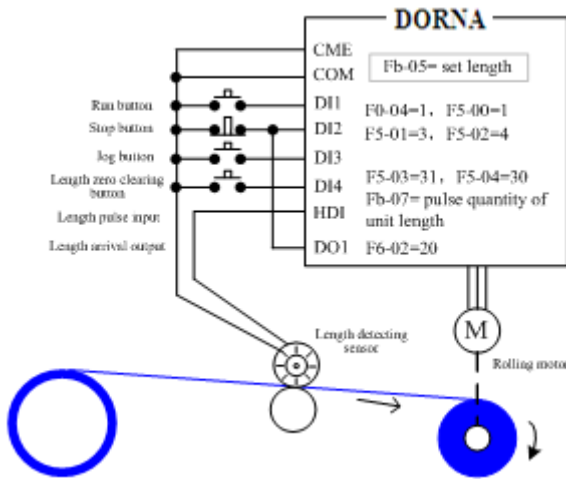 DORNA
CME
COM
Fb-05= set length
Run button
DI1
F0-04=1, F5-00=1
Stop button
DI2
F5-01=3, F5-02=4
Jog button
DI3
Length zero clearing
button
DI4
F5-03=31, F5-04=30
Fb-07= pulse quantity of
unit length
Length pulse input
HDI
Length arrival output
DO1
F6-02=20
M
Length detecting
sensor
Rolling motor